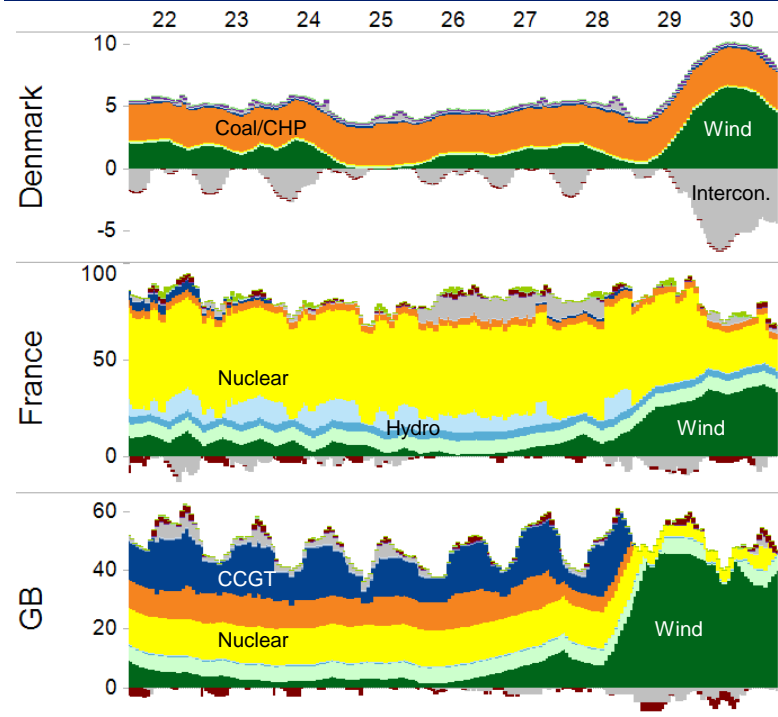 22 23 24 25 26 27 28 29 30
Denmark
10
5
0
-5
Coal/CHP
Wind
Intercon.
France
100
50
0
Nuclear
Hydro
Wind
GB
60
40
20
0
CCGT
Nuclear
Wind